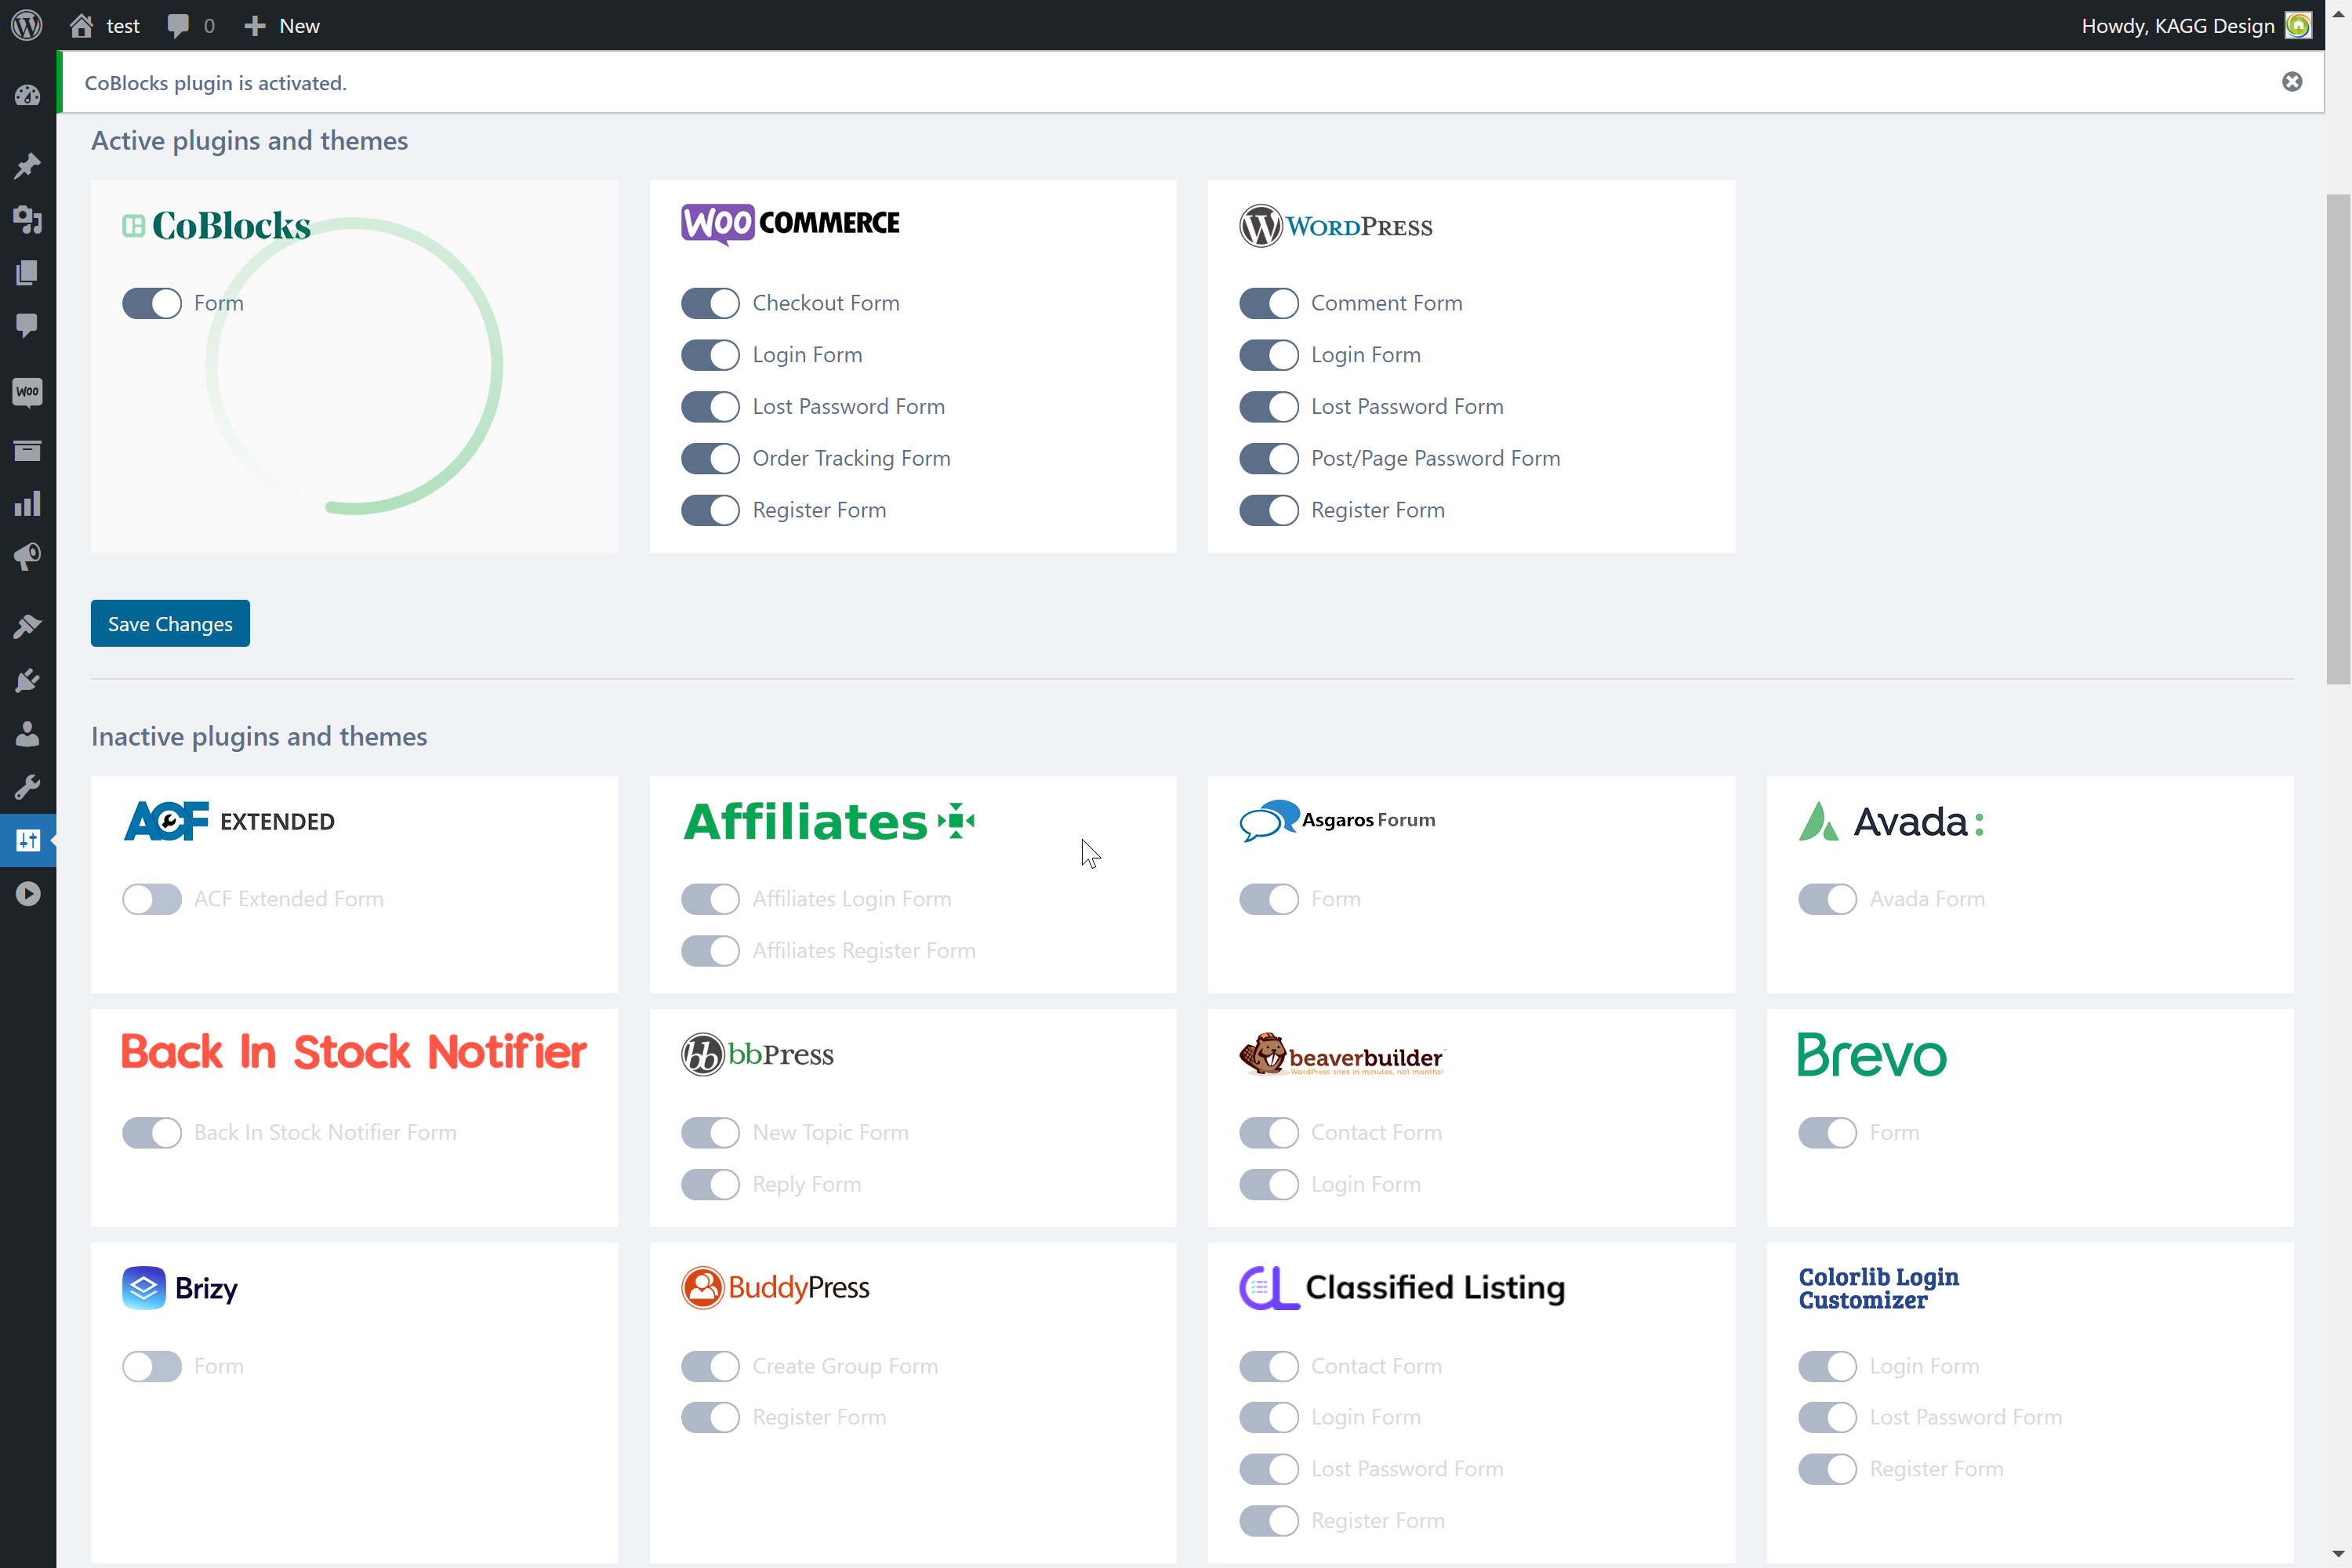 test
0
New
Howdy, KAGG Design
CoBlocks plugin is activated.
Active plugins and themes
CoBlocks
Form
WOO COMMERCE
Checkout Form
Login Form
Lost Password Form
Order Tracking Form
Register Form
WORDPRESS
Comment Form
Login Form
Lost Password Form
Post/Page Password Form
Register Form
Woo
Save Changes
Inactive plugins and themes
ACF EXTENDED
ACF Extended Form
Affiliates
Affiliates Login Form
Affiliates Register Form
Asgaros Forum
Form
Avada:
Avada Form
Back In Stock Notifier
Back In Stock Notifier Form
bb bbPress
New Topic Form
Reply Form
beaverbuilder™
WordPress sites in minutes, not months!
Contact Form
Login Form
Brevo
Form
Brizy
Form
BuddyPress
Create Group Form
Register Form
CL Classified Listing
Contact Form
Login Form
Lost Password Form
Register Form
Colorlib Login
Customizer
Login Form
Lost Password Form
Register Form